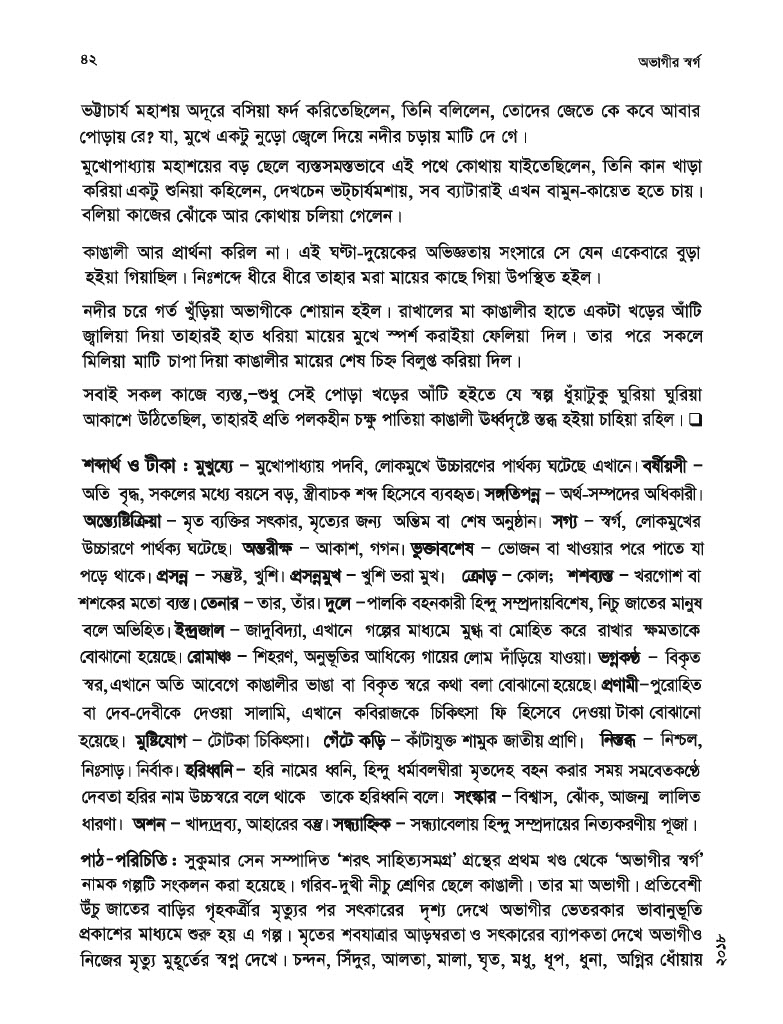 ৪২ অভাগীর স্বর্গ
ভট্টাচার্য মহাশয় অদূরে বসিয়া ফর্দ করিতেছিলেন, তিনি বলিলেন, তোদের জেতে কে কবে আবার
পোড়ায় রে? যা, মুখে একটু নুড়ো জ্বেলে দিয়ে নদীর চড়ায় মাটি দে গে।
মুখোপাধ্যায় মহাশয়ের বড় ছেলে ব্যস্তসমস্তভাবে এই পথে কোথায় যাইতেছিলেন, তিনি কান খাড়া
করিয়া একটু শুনিয়া কহিলেন, দেখচেন ভট্চার্যমশায়, সব ব্যাটারাই এখন বামুন-কায়েত হতে চায়।
বলিয়া কাজের ঝোঁকে আর কোথায় চলিয়া গেলেন।
কাঙালী আর প্রার্থনা করিল না। এই ঘণ্টা-দুয়েকের অভিজ্ঞতায় সংসারে সে যেন একেবারে বুড়া
হইয়া গিয়াছিল। নিঃশব্দে ধীরে ধীরে তাহার মরা মায়ের কাছে গিয়া উপস্থিত হইল।
নদীর চরে গর্ত খুঁড়িয়া অভাগীকে শোয়ান হইল। রাখালের মা কাঙালীর হাতে একটা খড়ের আঁটি
জ্বালিয়া দিয়া তাহারই হাত ধরিয়া মায়ের মুখে স্পর্শ করাইয়া ফেলিয়া দিল। তার পরে সকলে
মিলিয়া মাটি চাপা দিয়া কাঙালীর মায়ের শেষ চিহ্ন বিলুপ্ত করিয়া দিল।
সবাই সকল কাজে ব্যস্ত,–শুধু সেই পোড়া খড়ের আঁটি হইতে যে স্বল্প ধুঁয়াটুকু ঘুরিয়া ঘুরিয়া
আকাশে উঠিতেছিল, তাহারই প্রতি পলকহীন চক্ষু পাতিয়া কাঙালী ঊর্ধ্বদৃষ্টে স্তব্ধ হইয়া চাহিয়া রহিল। ❑
শব্দার্থ ও টীকা : মুখুয্যে – মুখোপাধ্যায় পদবি, লোকমুখে উচ্চারণের পার্থক্য ঘটেছে এখানে। বর্ষীয়সী –
অতি বৃদ্ধ, সকলের মধ্যে বয়সে বড়, স্ত্রীবাচক শব্দ হিসেবে ব্যবহৃত। সঙ্গতিপন্ন – অর্থ-সম্পদের অধিকারী।
অন্ত্যেষ্টিক্রিয়া – মৃত ব্যক্তির সৎকার, মৃত্যের জন্য অন্তিম বা শেষ অনুষ্ঠান। সগ্য – স্বর্গ, লোকমুখের
উচ্চারণে পার্থক্য ঘটেছে। অন্তরীক্ষ – আকাশ, গগন। ভুক্তাবশেষ – ভোজন বা খাওয়ার পরে পাতে যা
পড়ে থাকে। প্রসন্ন – সন্তুষ্ট, খুশি। প্রসন্নমুখ – খুশি ভরা মুখ। ক্রোড় – কোল; শশব্যস্ত – খরগোশ বা
শশকের মতো ব্যস্ত। তেনার – তার, তাঁর। দুলে –পালকি বহনকারী হিন্দু সম্প্রদায়বিশেষ, নিচু জাতের মানুষ
বলে অভিহিত। ইন্দ্রজাল – জাদুবিদ্যা, এখানে গল্পের মাধ্যমে মুগ্ধ বা মোহিত করে রাখার ক্ষমতাকে
বোঝানো হয়েছে। রোমাঞ্চ – শিহরণ, অনুভূতির আধিক্যে গায়ের লোম দাঁড়িয়ে যাওয়া। ভগ্নকণ্ঠ – বিকৃত
স্বর, এখানে অতি আবেগে কাঙালীর ভাঙা বা বিকৃত স্বরে কথা বলা বোঝানো হয়েছে। প্রণামী–পুরোহিত
বা দেব-দেবীকে দেওয়া সালামি, এখানে কবিরাজকে চিকিৎসা ফি হিসেবে দেওয়া টাকা বোঝানো
হয়েছে। মুষ্টিযোগ – টোটকা চিকিৎসা। গেঁটে কড়ি – কাঁটাযুক্ত শামুক জাতীয় প্রাণি। নিস্তব্ধ – নিশ্চল,
নিঃসাড়। নির্বাক। হরিধ্বনি – হরি নামের ধ্বনি, হিন্দু ধর্মাবলম্বীরা মৃতদেহ বহন করার সময় সমবেতকণ্ঠে
দেবতা হরির নাম উচ্চস্বরে বলে থাকে তাকে হরিধ্বনি বলে। সংস্কার – বিশ্বাস, ঝোঁক, আজন্ম লালিত
ধারণা। অশন – খাদ্যদ্রব্য, আহারের বস্তু। সন্ধ্যাহ্নিক – সন্ধ্যাবেলায় হিন্দু সম্প্রদায়ের নিত্যকরণীয় পূজা।
পাঠ-পরিচিতি : সুকুমার সেন সম্পাদিত ‘শরৎ সাহিত্যসমগ্র’ গ্রন্থের প্রথম খণ্ড থেকে ‘অভাগীর স্বর্গ’
নামক গল্পটি সংকলন করা হয়েছে। গরিব-দুখী নীচু শ্রেণির ছেলে কাঙালী। তার মা অভাগী। প্রতিবেশী
উঁচু জাতের বাড়ির গৃহকর্ত্রীর মৃত্যুর পর সৎকারের দৃশ্য দেখে অভাগীর ভেতরকার ভাবানুভূতি
প্রকাশের মাধ্যমে শুরু হয় এ গল্প। মৃতের শবযাত্রার আড়ম্বরতা ও সৎকারের ব্যাপকতা দেখে অভাগীও
নিজের মৃত্যু মুহূর্তের স্বপ্ন দেখে। চন্দন, সিঁদুর, আলতা, মালা, ঘৃত, মধু, ধূপ, ধুনা, অগ্নির ধোঁয়ায়
২০১৮